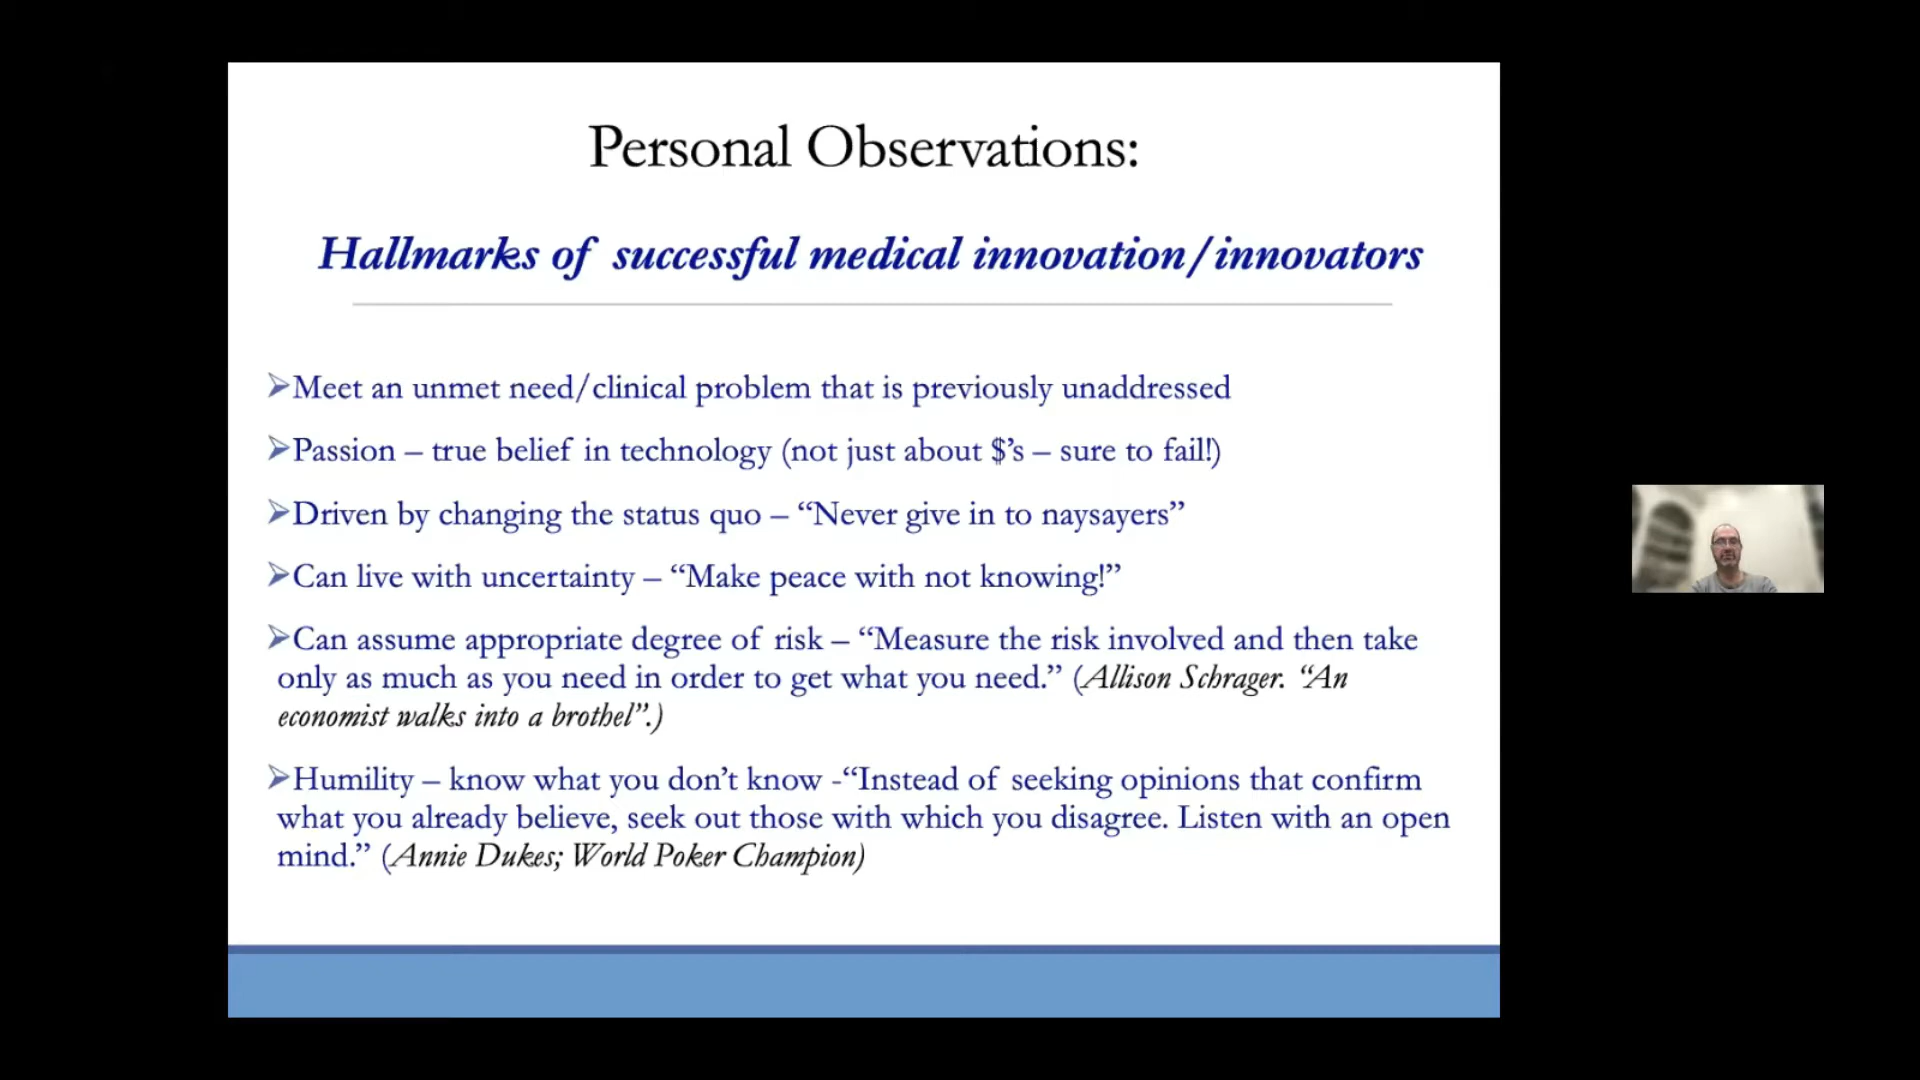 Personal Observations:
Hallmarks of successful medical innovation/innovators
➢Meet an unmet need/clinical problem that is previously unaddressed
➢Passion – true belief in technology (not just about $’s – sure to fail!)
➢Driven by changing the status quo – “Never give in to naysayers”
➢Can live with uncertainty – “Make peace with not knowing!”
➢Can assume appropriate degree of risk – “Measure the risk involved and then take
only as much as you need in order to get what you need.” (Allison Schrager. “An
economist walks into a brothel”.)
➢Humility – know what you don’t know -“Instead of seeking opinions that confirm
what you already believe, seek out those with which you disagree. Listen with an open
mind.” (Annie Dukes; World Poker Champion)